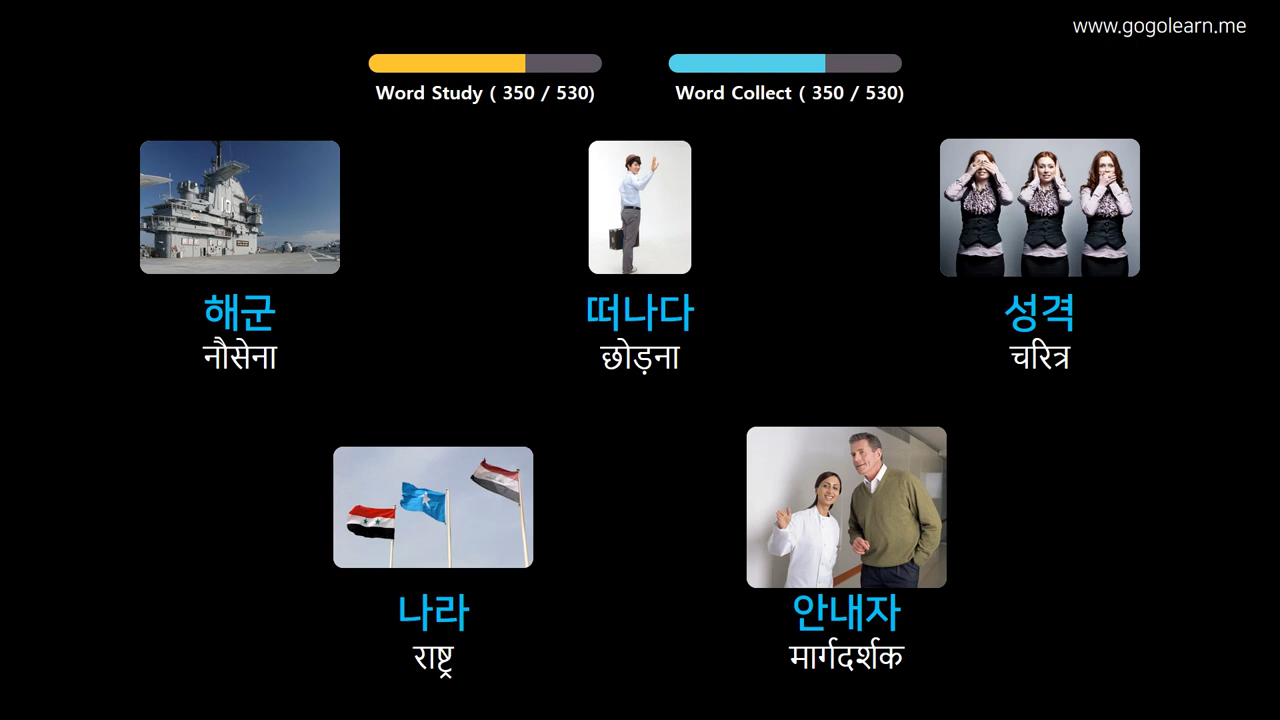 www.gogolearn.me
Word Study ( 350 / 530)
Word Collect ( 350 / 530)
해군
नौसेना
떠나다
छोड़ना
성격
चरित्र
나라
राष्ट्र
안내자
मार्गदर्शक